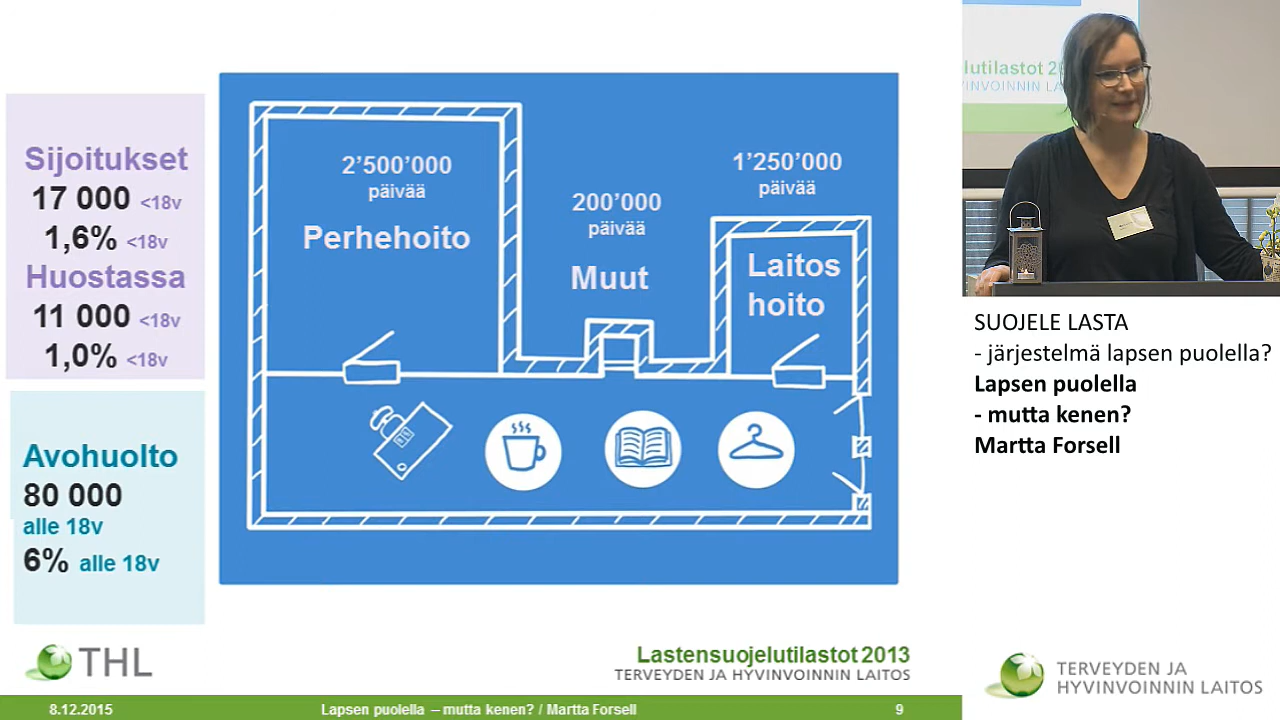 Sijoitukset
17 000 <18v
1,6% <18v
Huostassa
11 000 <18v
1,0% <18v
Avohuolto
80 000
alle 18v
6% alle 18v
2’500’000
päivää
Perhehoito
200’000
päivää
Muut
1’250’000
päivää
Laitos
hoito
THL
Lastensuojelutilastot 2013
TERVEYDEN JA HYVINVOINNIN LAITOS
8.12.2015
Lapsen puolella – mutta kenen? / Martta Forsell
9
SUOJELE LASTA
- järjestelmä lapsen puolella?
Lapsen puolella
- mutta kenen?
Martta Forsell
TERVEYDEN JA
HYVINVOINNIN LAITOS